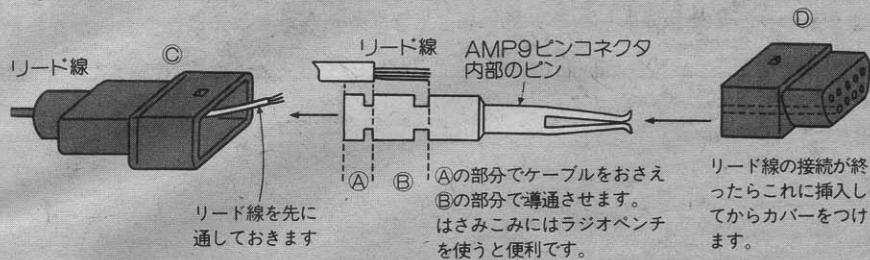 Ⓒ
リード線
リード線を先に
通しておきます
リード線
AMP9ピンコネクタ
内部のピン
Ⓐ Ⓑ
Ⓐの部分でケーブルをおさえ
Ⓑの部分で導通させます。
はさみこみにはラジオペンチ
を使うと便利です。
Ⓓ
リード線の接続が終
ったらこれに挿入し
てからカバーをつけ
ます。